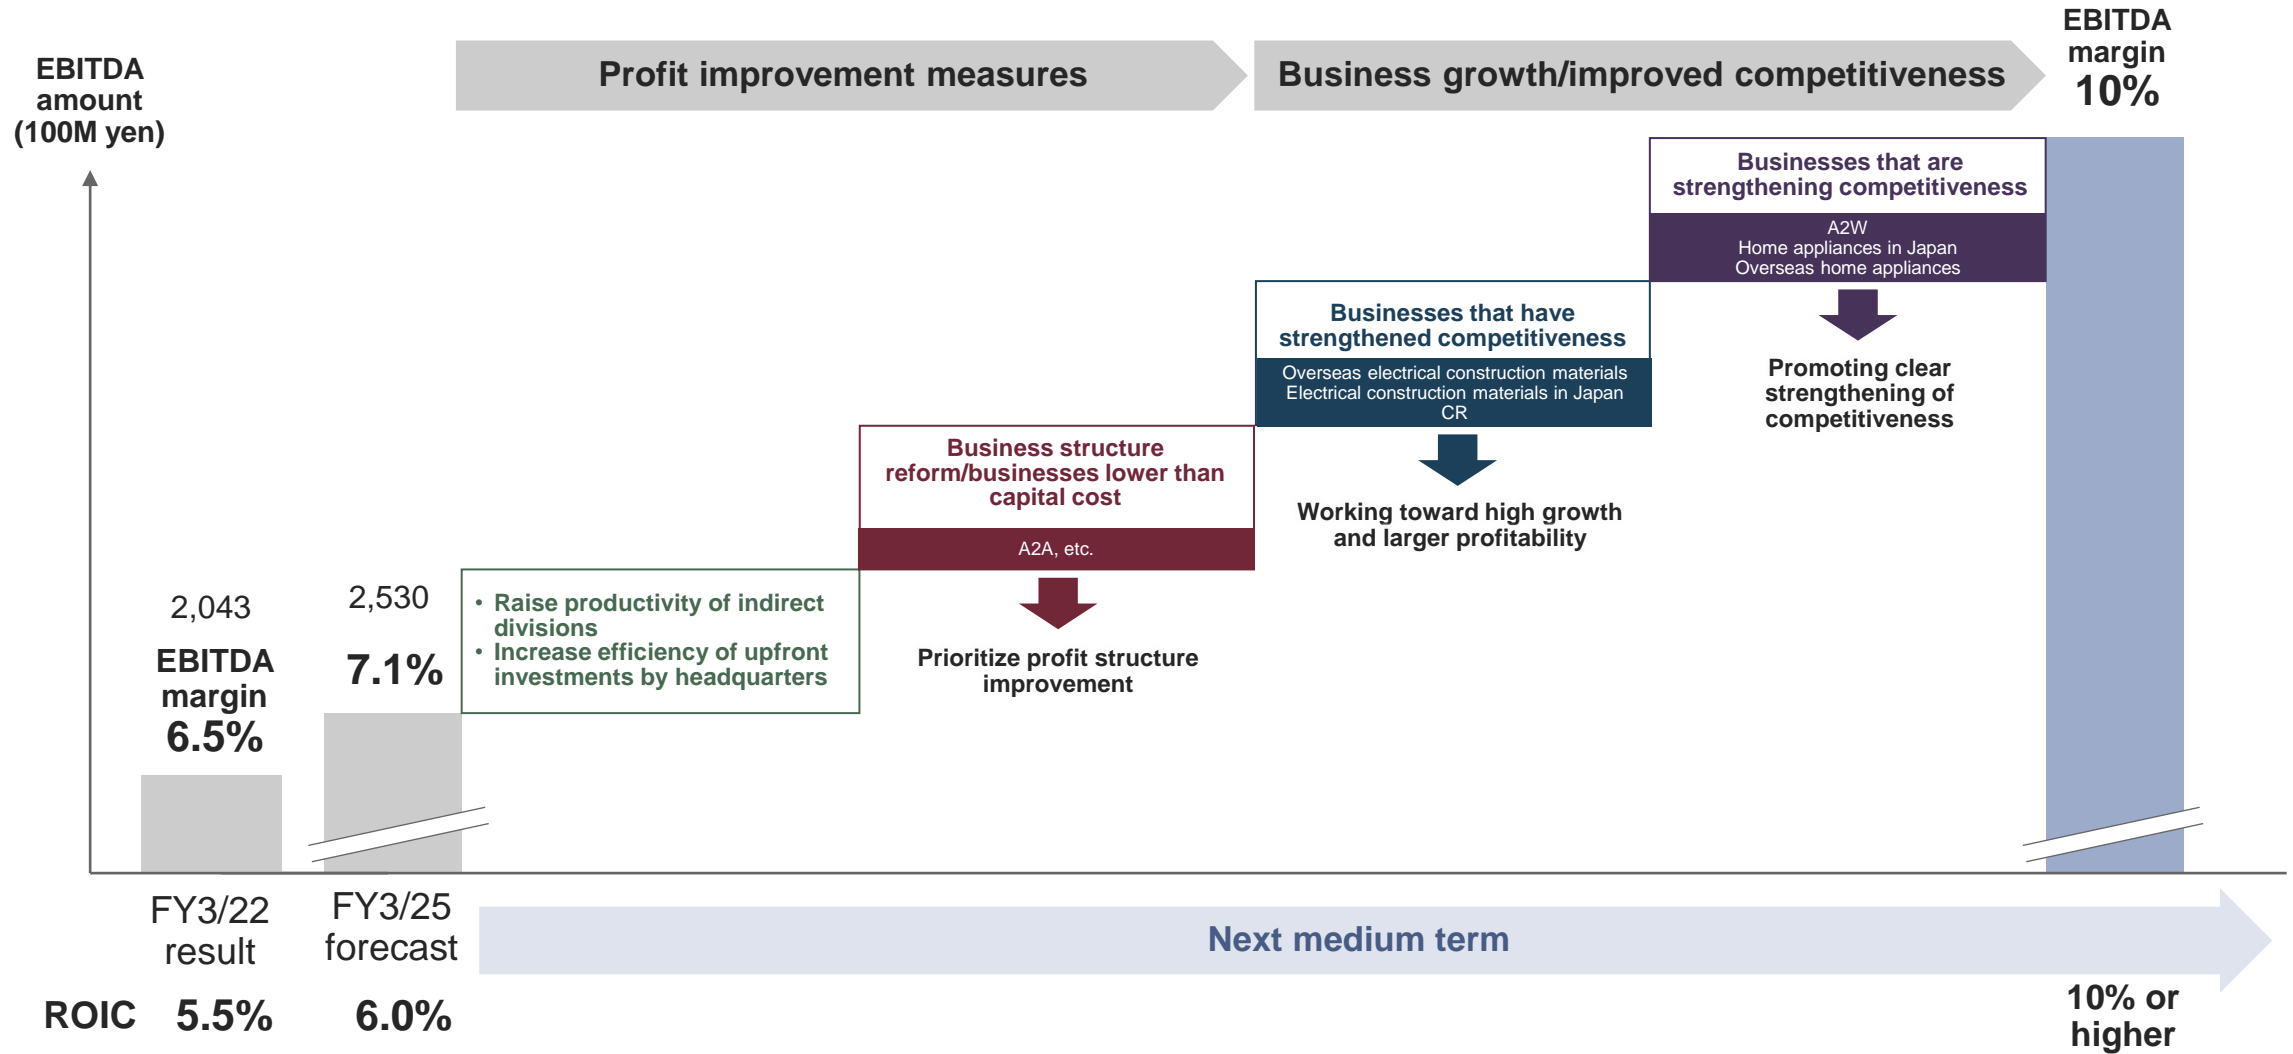 EBITDA
amount
(100M yen)
Profit improvement measures
Business growth/improved competitiveness
EBITDA
margin
10%
Businesses that are
strengthening competitiveness
A2W
Home appliances in Japan
Overseas home appliances
Promoting clear
strengthening of
competitiveness
Businesses that have
strengthened competitiveness
Overseas electrical construction materials
Electrical construction materials in Japan
CR
Working toward high growth
and larger profitability
Business structure
reform/businesses lower than
capital cost
A2A, etc.
Prioritize profit structure
improvement
• Raise productivity of indirect
divisions
• Increase efficiency of upfront
investments by headquarters
2,043
EBITDA
margin
6.5%
2,530
7.1%
FY3/22
result
FY3/25
forecast
Next medium term
ROIC 5.5% 6.0%
10% or
higher